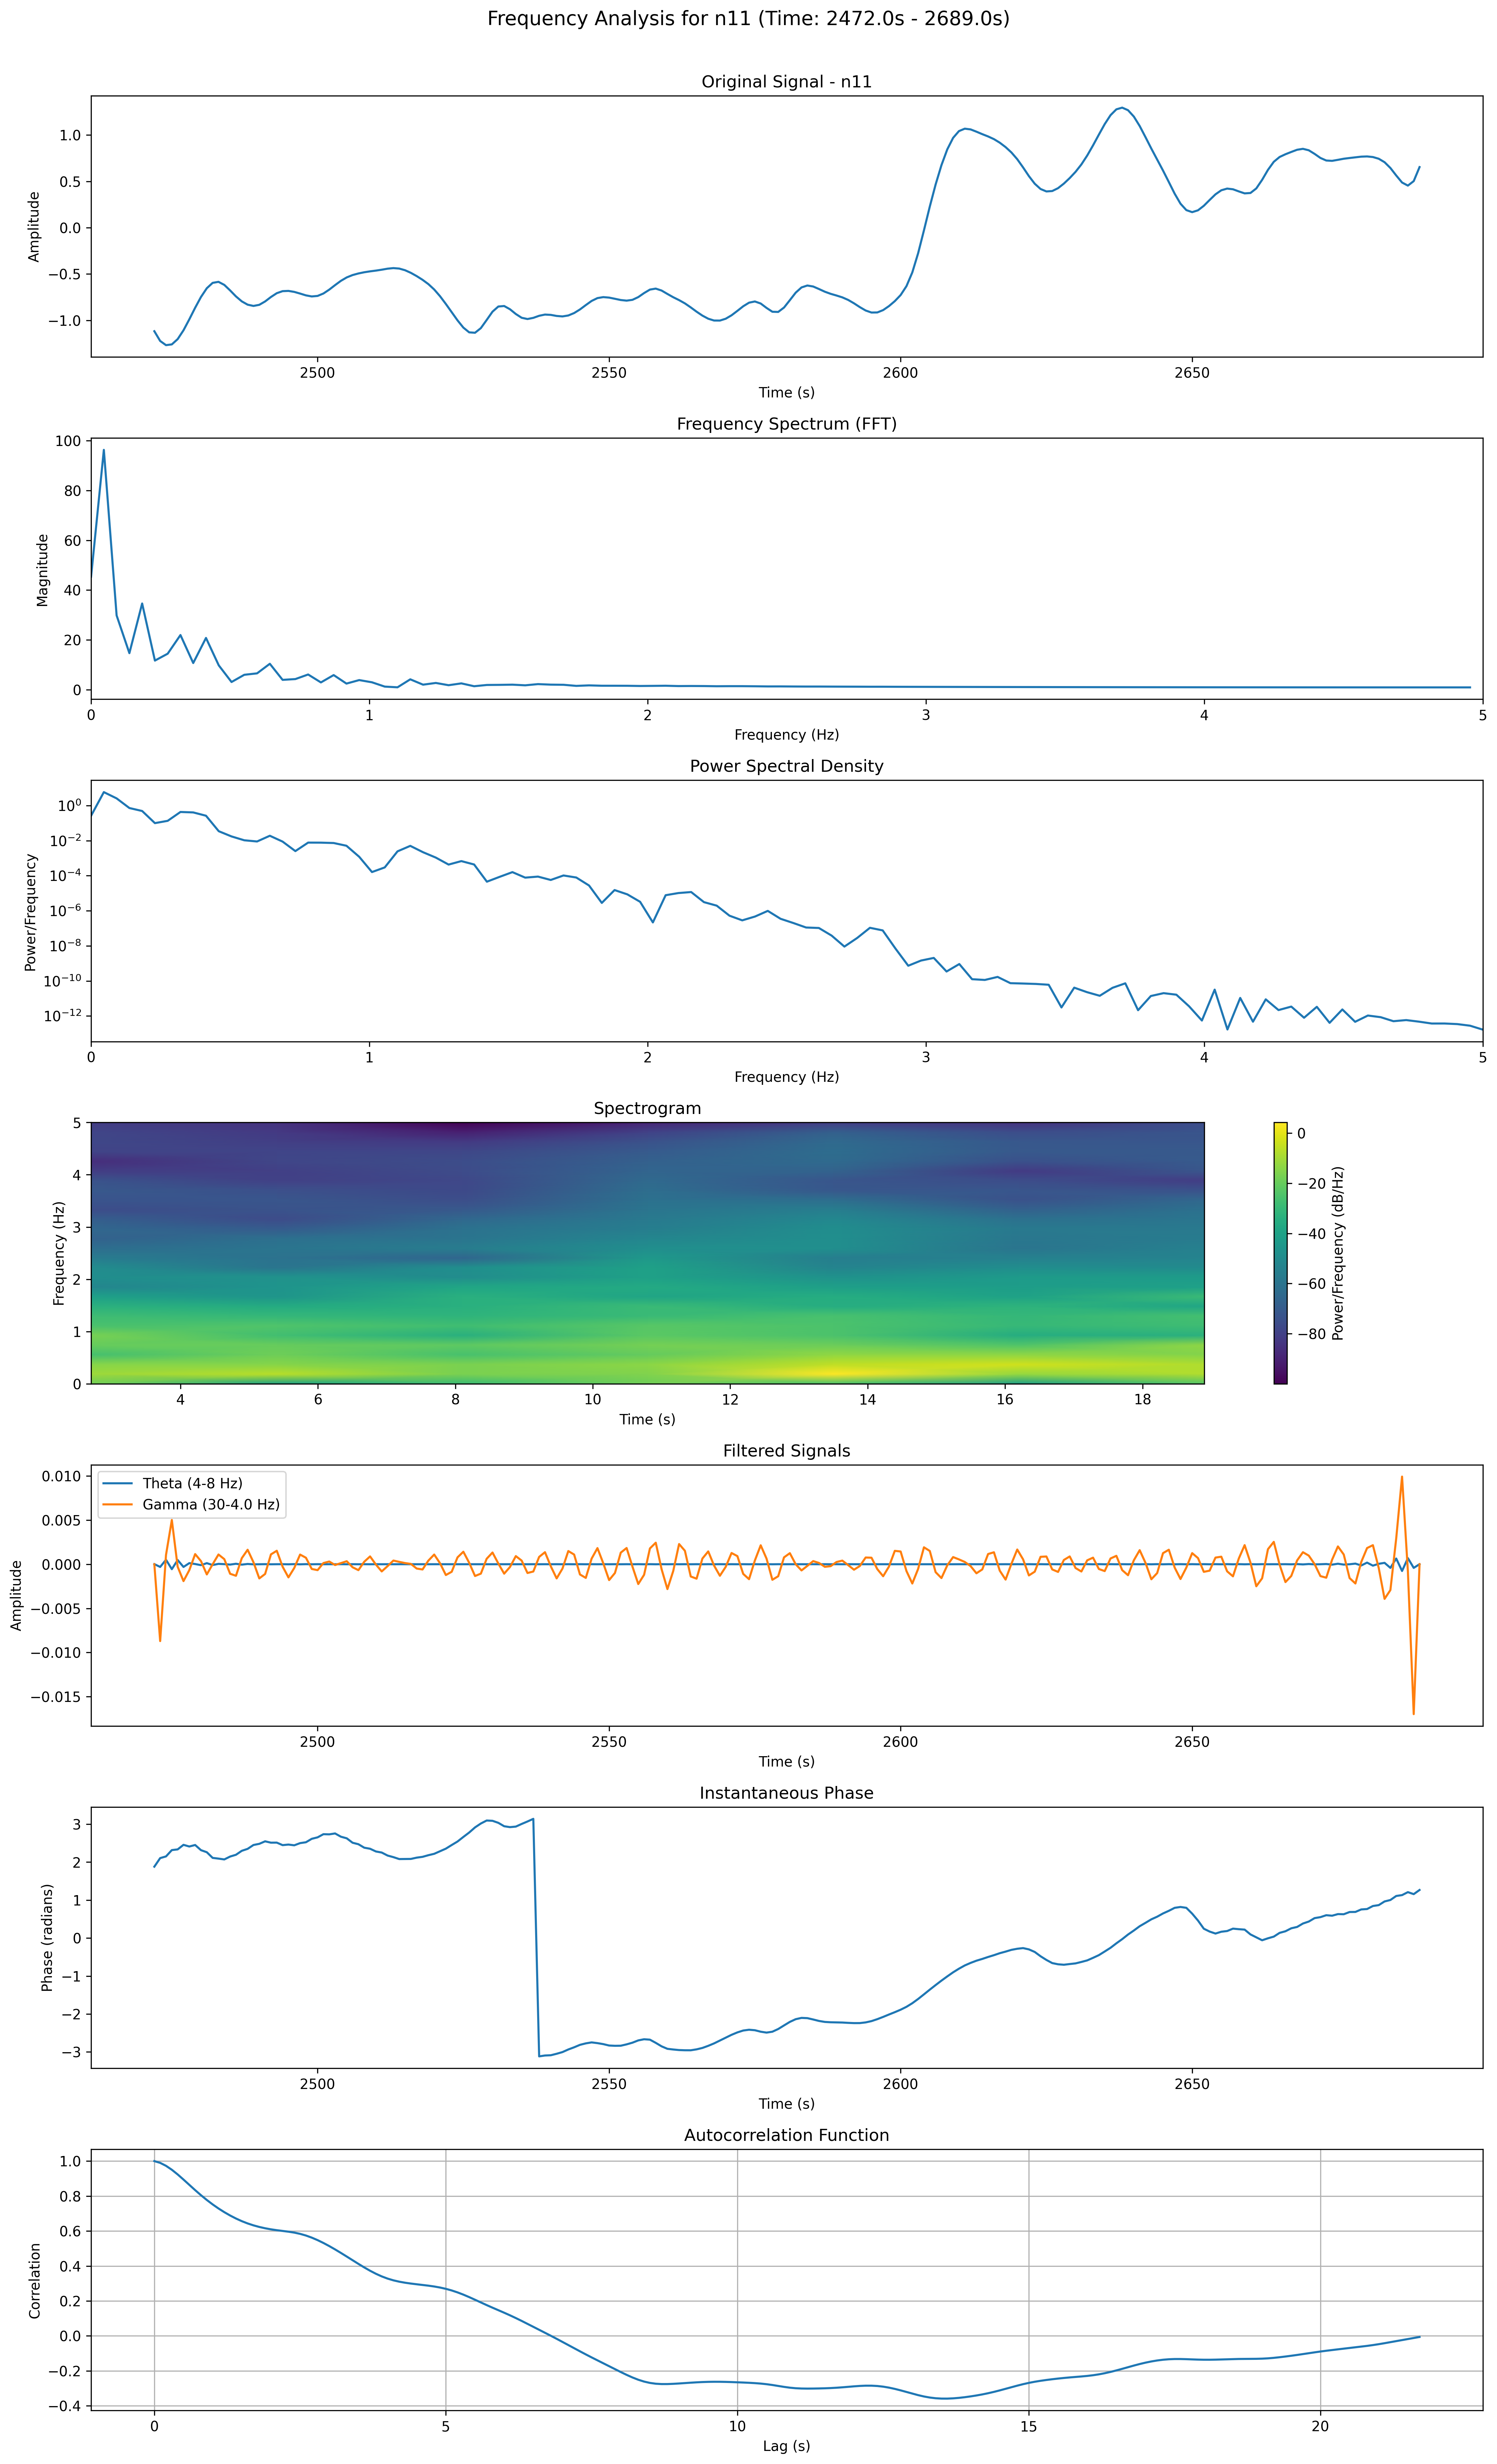 Frequency Analysis for n11 (Time: 2472.0s - 2689.0s)
Original Signal - n11
1.0
0.5
0.0
−0.5
−1.0
Amplitude
2500 2550 2600 2650
Time (s)
Frequency Spectrum (FFT)
100
80
60
40
20
0
Magnitude
0 1 2 3 4 5
Frequency (Hz)
Power Spectral Density
10⁰
10⁻²
10⁻⁴
10⁻⁶
10⁻⁸
10⁻¹⁰
10⁻¹²
Power/Frequency
0 1 2 3 4 5
Frequency (Hz)
Spectrogram
5
4
3
2
1
0
Frequency (Hz)
4 6 8 10 12 14 16 18
Time (s)
0
−20
−40
−60
−80
Power/Frequency (dB/Hz)
Filtered Signals
Theta (4-8 Hz)
Gamma (30-4.0 Hz)
0.010
0.005
0.000
−0.005
−0.010
−0.015
Amplitude
2500 2550 2600 2650
Time (s)
Instantaneous Phase
3
2
1
0
−1
−2
−3
Phase (radians)
2500 2550 2600 2650
Time (s)
Autocorrelation Function
1.0
0.8
0.6
0.4
0.2
0.0
−0.2
−0.4
Correlation
0 5 10 15 20
Lag (s)